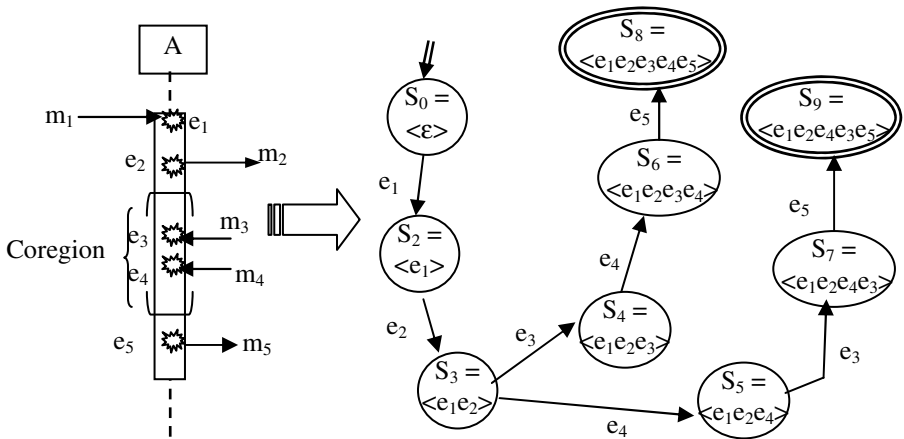 A
m1
e1
e2
m2
Coregion
e3
m3
e4
m4
e5
m5
S0 =
<ε>
e1
S2 =
<e1>
e2
S3 =
<e1e2>
e3
S4 =
<e1e2e3>
e4
S6 =
<e1e2e3e4>
e5
S8 =
<e1e2e3e4e5>
e4
S5 =
<e1e2e4>
e3
S7 =
<e1e2e4e3>
e5
S9 =
<e1e2e4e3e5>